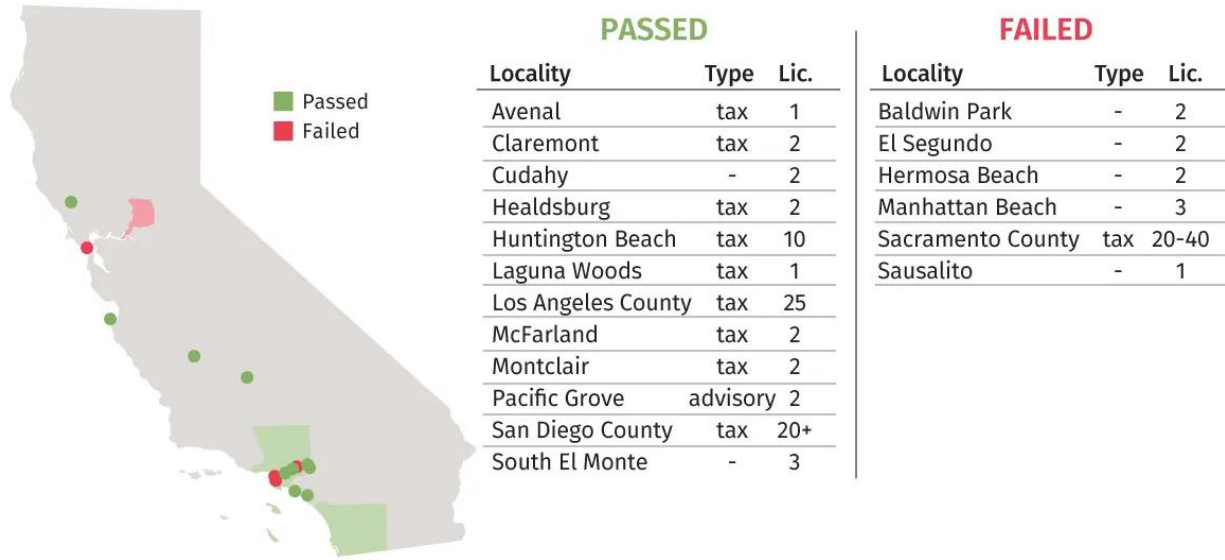 Passed
Failed
PASSED
Locality Type Lic.
Avenal tax 1
Claremont tax 2
Cudahy - 2
Healdsburg tax 2
Huntington Beach tax 10
Laguna Woods tax 1
Los Angeles County tax 25
McFarland tax 2
Montclair tax 2
Pacific Grove advisory 2
San Diego County tax 20+
South El Monte - 3
FAILED
Locality Type Lic.
Baldwin Park - 2
El Segundo - 2
Hermosa Beach - 2
Manhattan Beach - 3
Sacramento County tax 20-40
Sausalito - 1